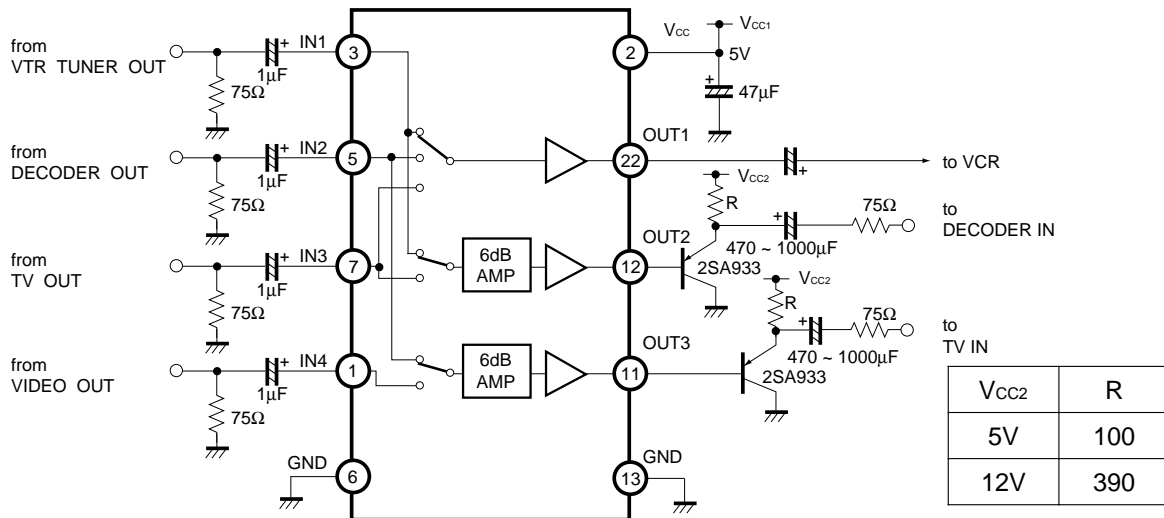 from
VTR TUNER OUT
75Ω
+
1µF
IN1
3
from
DECODER OUT
75Ω
+
1µF
IN2
5
from
TV OUT
75Ω
+
1µF
IN3
7
from
VIDEO OUT
75Ω
+
1µF
IN4
1
GND
6
6dB
AMP
6dB
AMP
2
VCC
VCC1
5V
+
47µF
OUT1
22
+
to VCR
VCC2
R
OUT2
12
+
470 ~ 1000µF
2SA933
75Ω
to
DECODER IN
VCC2
R
OUT3
11
+
470 ~ 1000µF
2SA933
75Ω
to
TV IN
GND
13
VCC2 R
5V 100
12V 390